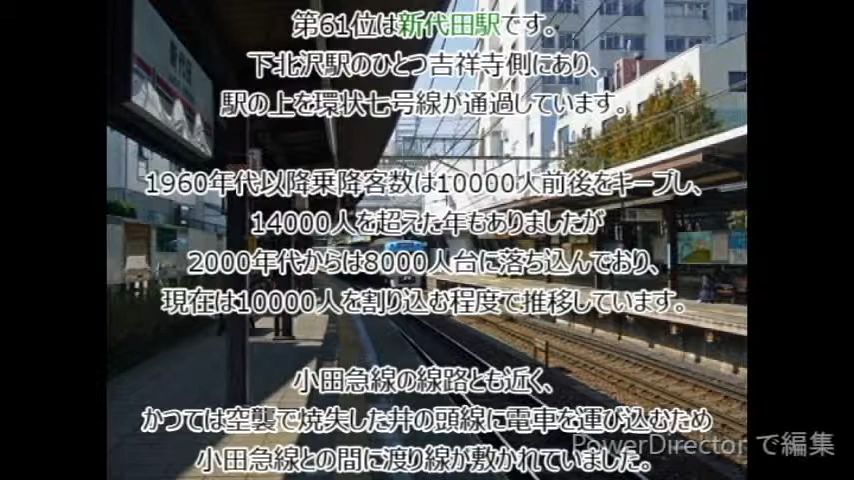 第61位は新代田駅です。
下北沢駅のひとつ吉祥寺側にあり、
駅の上を環状七号線が通過しています。
1960年代以降乗降客数は10000人前後をキープし、
14000人を超えた年もありましたが
2000年代からは8000人台に落ち込んでおり、
現在は10000人を割り込む程度で推移しています。
小田急線の線路とも近く、
かつては空襲で焼失した井の頭線に電車を運び込むため
小田急線との間に渡り線が敷かれていました。
PowerDirector で編集